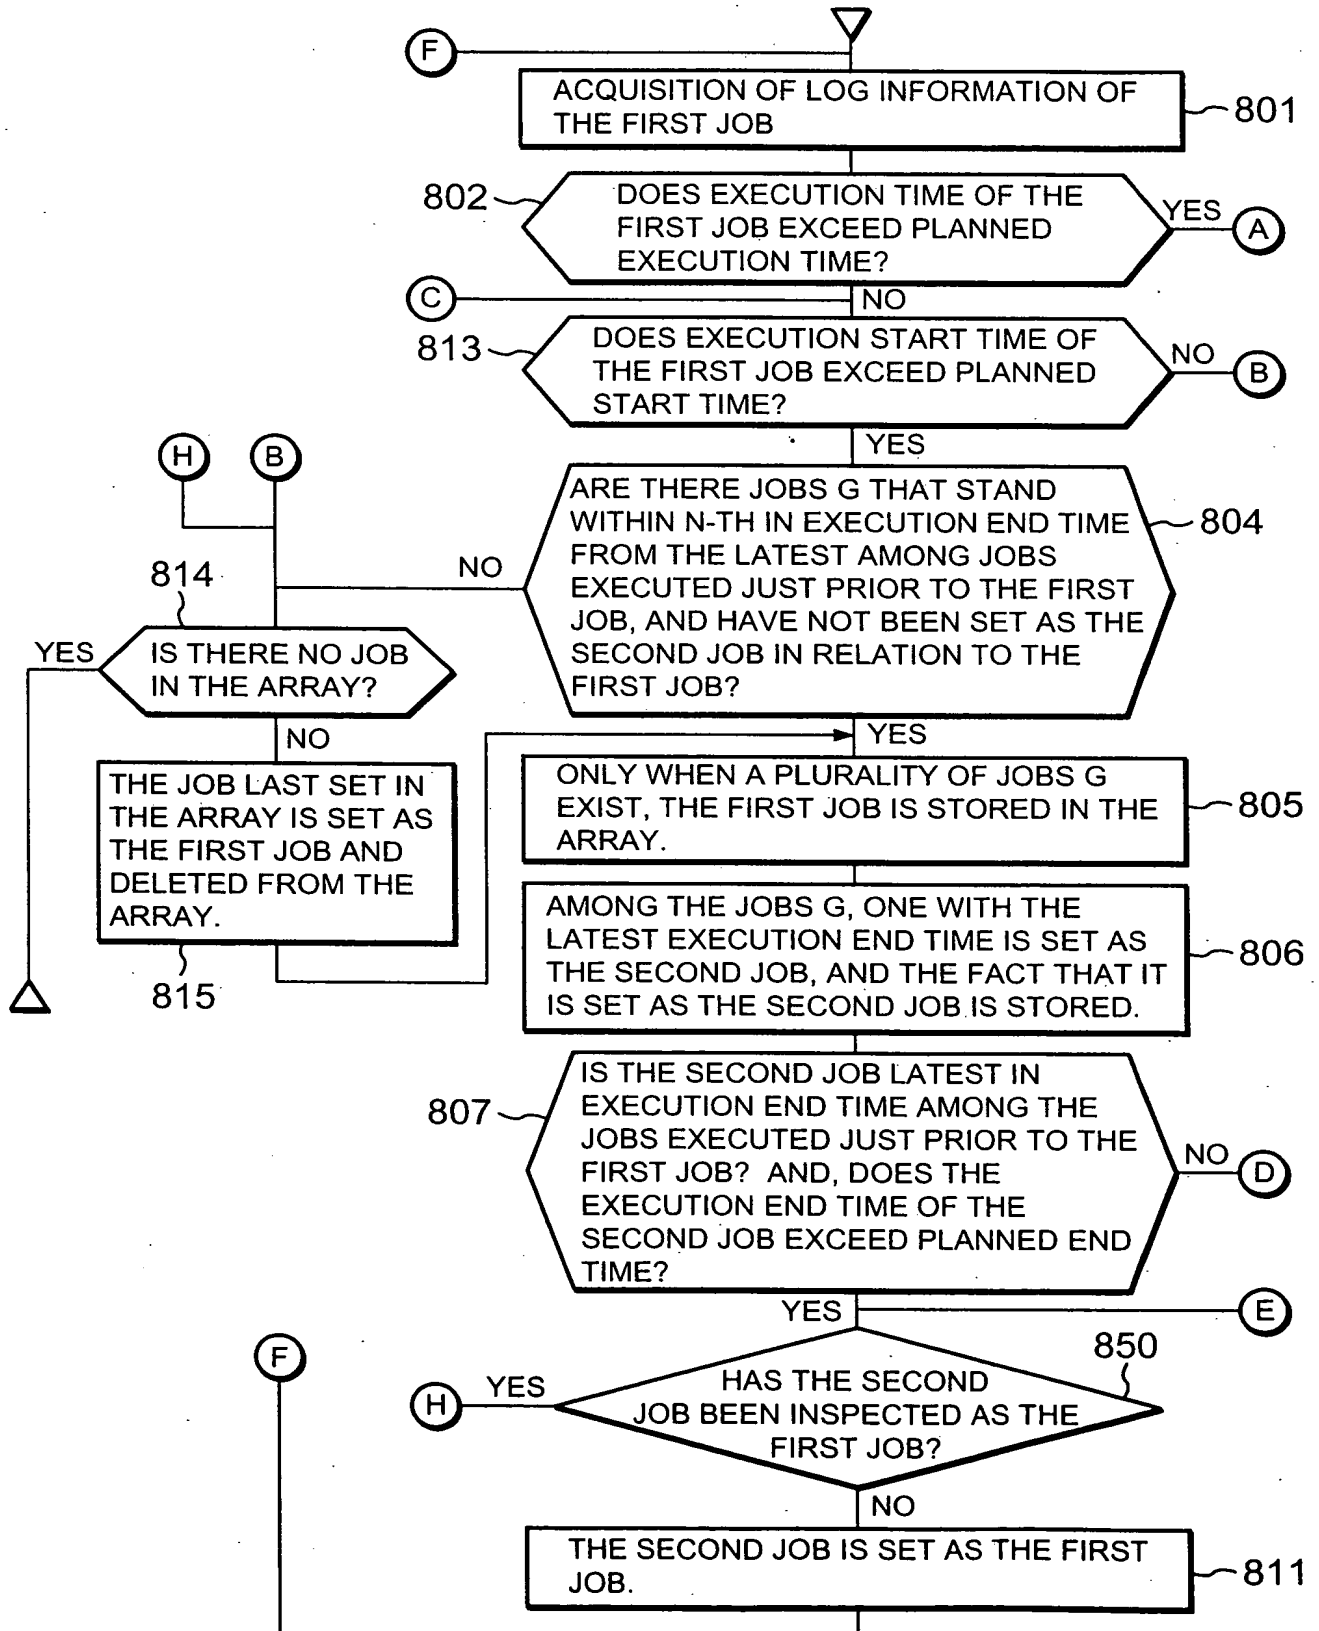 F
ACQUISITION OF LOG INFORMATION OF
THE FIRST JOB
801
802
DOES EXECUTION TIME OF THE
FIRST JOB EXCEED PLANNED
EXECUTION TIME?
YES
A
C
NO
813
DOES EXECUTION START TIME OF
THE FIRST JOB EXCEED PLANNED
START TIME?
NO
B
YES
H
B
ARE THERE JOBS G THAT STAND
WITHIN N-TH IN EXECUTION END TIME
FROM THE LATEST AMONG JOBS
EXECUTED JUST PRIOR TO THE FIRST
JOB, AND HAVE NOT BEEN SET AS THE
SECOND JOB IN RELATION TO THE
FIRST JOB?
804
NO
814
YES
IS THERE NO JOB
IN THE ARRAY?
NO
YES
THE JOB LAST SET IN
THE ARRAY IS SET AS
THE FIRST JOB AND
DELETED FROM THE
ARRAY.
815
ONLY WHEN A PLURALITY OF JOBS G
EXIST, THE FIRST JOB IS STORED IN THE
ARRAY.
805
AMONG THE JOBS G, ONE WITH THE
LATEST EXECUTION END TIME IS SET AS
THE SECOND JOB, AND THE FACT THAT IT
IS SET AS THE SECOND JOB IS STORED.
806
807
IS THE SECOND JOB LATEST IN
EXECUTION END TIME AMONG THE
JOBS EXECUTED JUST PRIOR TO THE
FIRST JOB? AND, DOES THE
EXECUTION END TIME OF THE
SECOND JOB EXCEED PLANNED END
TIME?
NO
D
YES
E
F
850
HAS THE SECOND
JOB BEEN INSPECTED AS THE
FIRST JOB?
YES
H
NO
THE SECOND JOB IS SET AS THE FIRST
JOB.
811